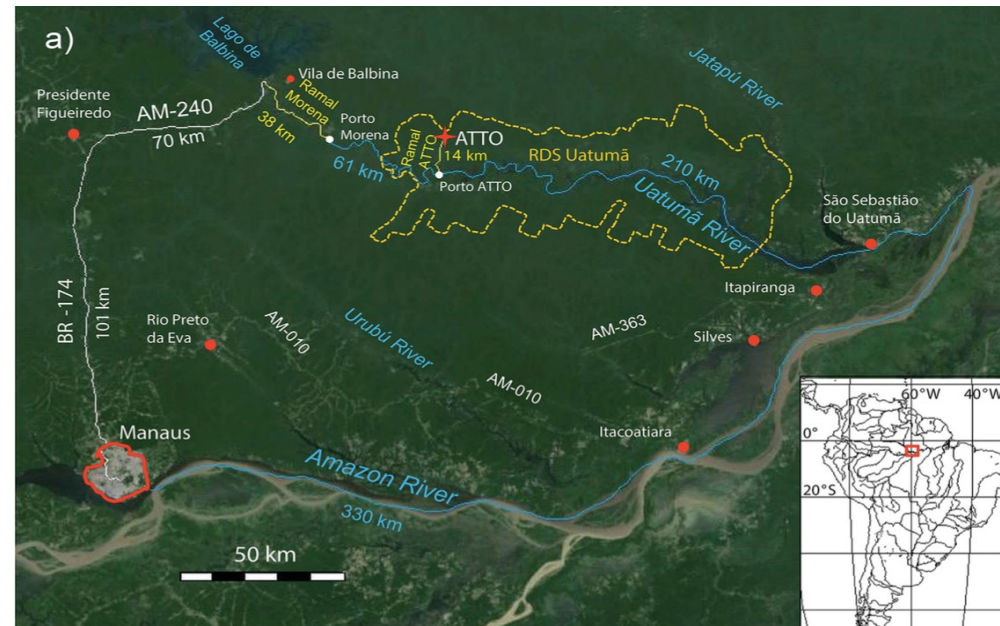 a)
Lago de
Balbina
Vila de Balbina
Jatapú River
Presidente
Figueiredo
AM-240
70 km
Ramal
Morena
38 km
Porto
Morena
61 km
Ramal
ATTO
ATTO
14 km
Porto ATTO
RDS Uatumã
210 km
Uatumã River
São Sebastião
do Uatumã
Itapiranga
BR -174
101 km
Rio Preto
da Eva
AM-010
Urubú River
AM-363
Silves
AM-010
Manaus
Itacoatiara
Amazon River
330 km
50 km
60°W
40°W
0°
20°S